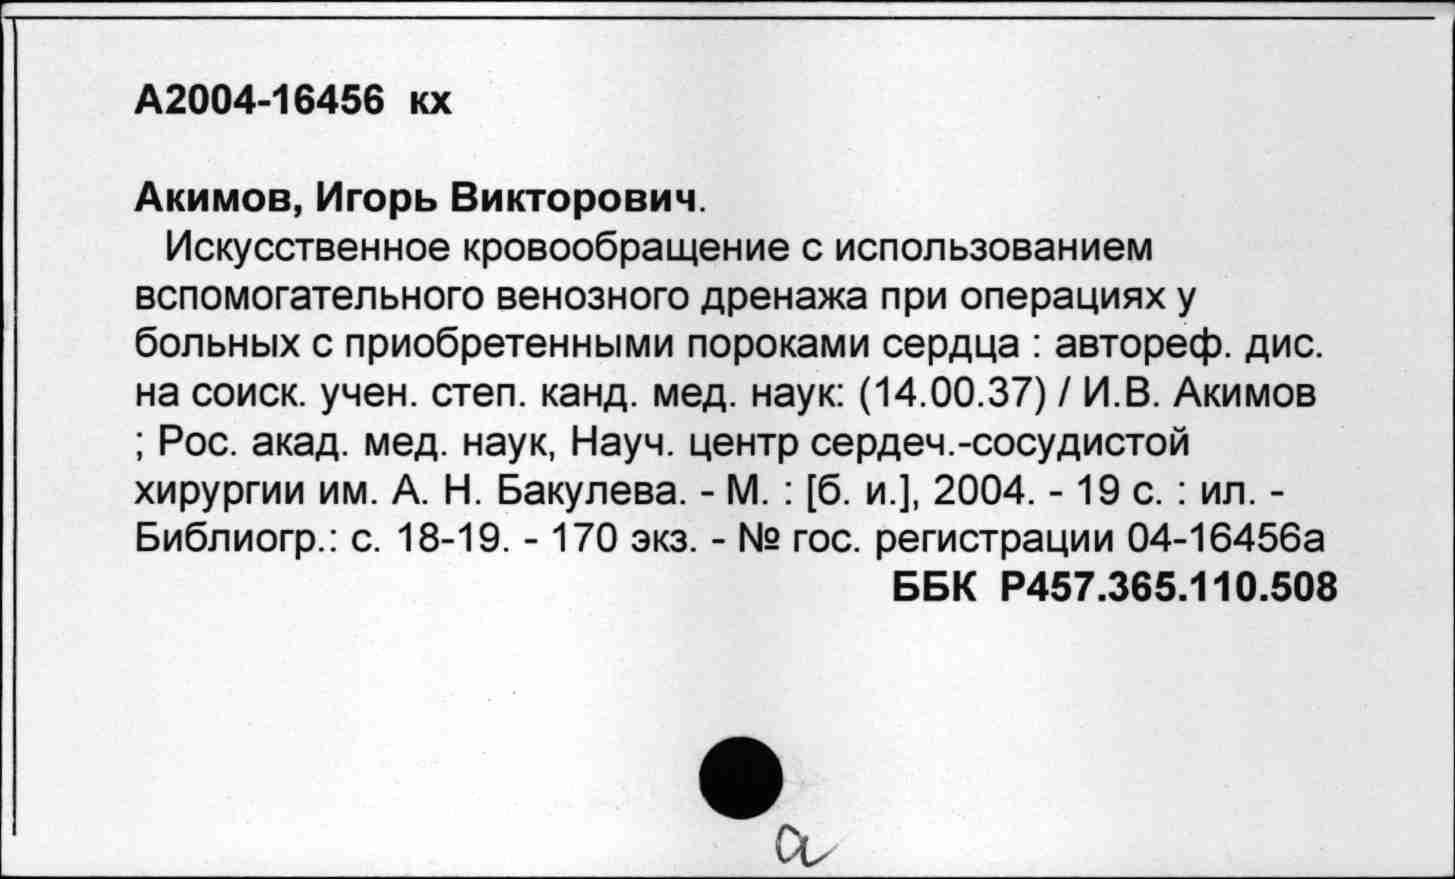 А2004-16456 кх
Акимов, Игорь Викторович.
Искусственное кровообращение с использованием
вспомогательного венозного дренажа при операциях у
больных с приобретенными пороками сердца : автореф. дис.
на соиск. учен. степ. канд. мед. наук: (14.00.37) / И.В. Акимов
; Рос. акад. мед. наук, Науч. центр сердеч.-сосудистой
хирургии им. А. Н. Бакулева. - М. : [б. и.], 2004. - 19 с. : ил. -
Библиогр.: с. 18-19. - 170 экз. - № гос. регистрации 04-16456а
ББК Р457.365.110.508
а